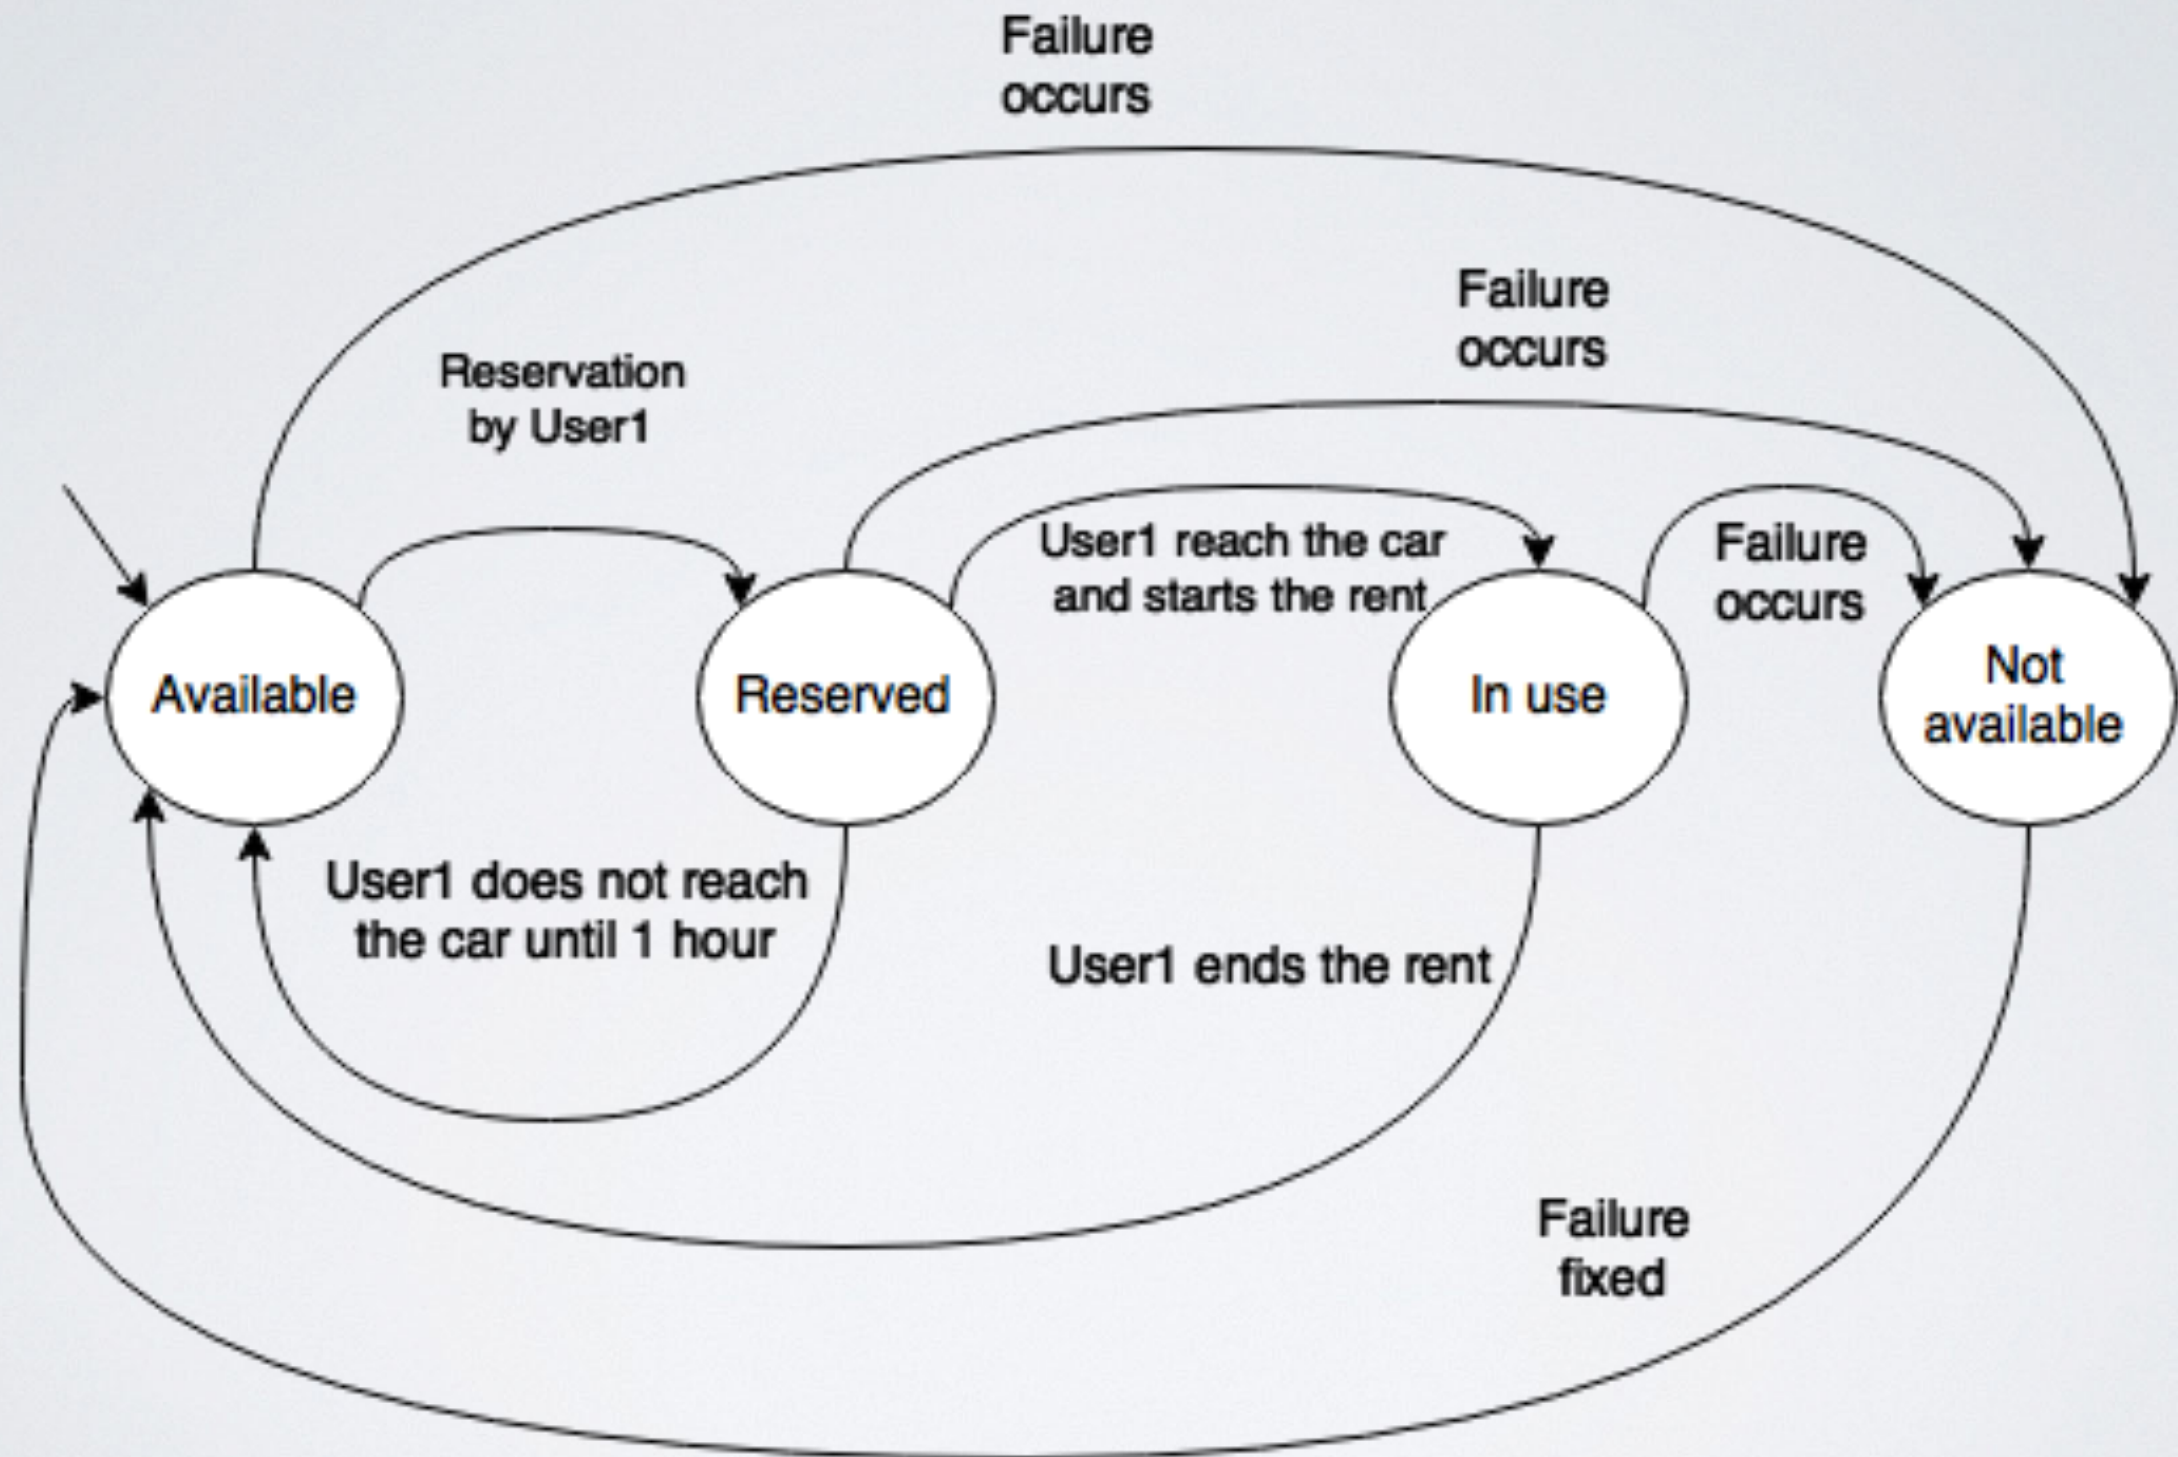 Failure
occurs
Failure
occurs
Reservation
by User1
User1 reach the car
and starts the rent
Failure
occurs
Available
Reserved
In use
Not
available
User1 does not reach
the car until 1 hour
User1 ends the rent
Failure
fixed